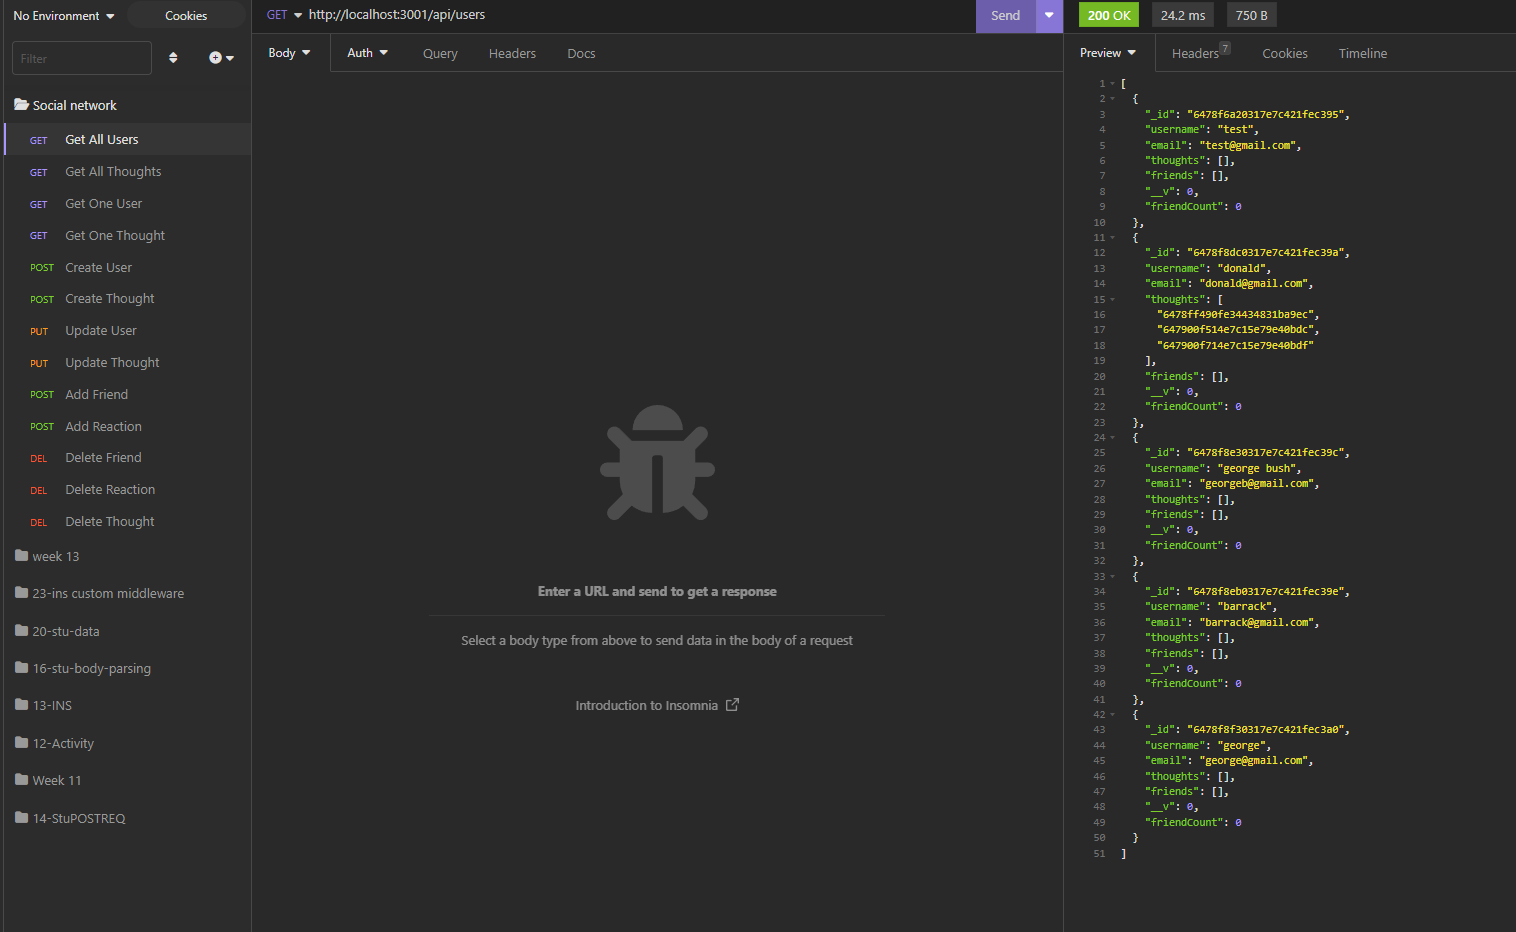 No Environment
Cookies
Filter
Social network
GET Get All Users
GET Get All Thoughts
GET Get One User
GET Get One Thought
POST Create User
POST Create Thought
PUT Update User
PUT Update Thought
POST Add Friend
POST Add Reaction
DEL Delete Friend
DEL Delete Reaction
DEL Delete Thought
week 13
23-ins custom middleware
20-stu-data
16-stu-body-parsing
13-INS
12-Activity
Week 11
14-StuPOSTREQ
GET http://localhost:3001/api/users
Send
Body Auth Query Headers Docs
Enter a URL and send to get a response
Select a body type from above to send data in the body of a request
Introduction to Insomnia
200 OK 24.2 ms 750 B
Preview Headers 7 Cookies Timeline
1 [
2 {
3 "_id": "6478f6a20317e7c421fec395",
4 "username": "test",
5 "email": "test@gmail.com",
6 "thoughts": [],
7 "friends": [],
8 "__v": 0,
9 "friendCount": 0
10 },
11 {
12 "_id": "6478f8dc0317e7c421fec39a",
13 "username": "donald",
14 "email": "donald@gmail.com",
15 "thoughts": [
16 "6478ff490fe34434831ba9ec",
17 "647900f514e7c15e79e40bdc",
18 "647900f714e7c15e79e40bdf"
19 ],
20 "friends": [],
21 "__v": 0,
22 "friendCount": 0
23 },
24 {
25 "_id": "6478f8e30317e7c421fec39c",
26 "username": "george bush",
27 "email": "georgeb@gmail.com",
28 "thoughts": [],
29 "friends": [],
30 "__v": 0,
31 "friendCount": 0
32 },
33 {
34 "_id": "6478f8eb0317e7c421fec39e",
35 "username": "barrack",
36 "email": "barrack@gmail.com",
37 "thoughts": [],
38 "friends": [],
39 "__v": 0,
40 "friendCount": 0
41 },
42 {
43 "_id": "6478f8f30317e7c421fec3a0",
44 "username": "george",
45 "email": "george@gmail.com",
46 "thoughts": [],
47 "friends": [],
48 "__v": 0,
49 "friendCount": 0
50 }
51 ]